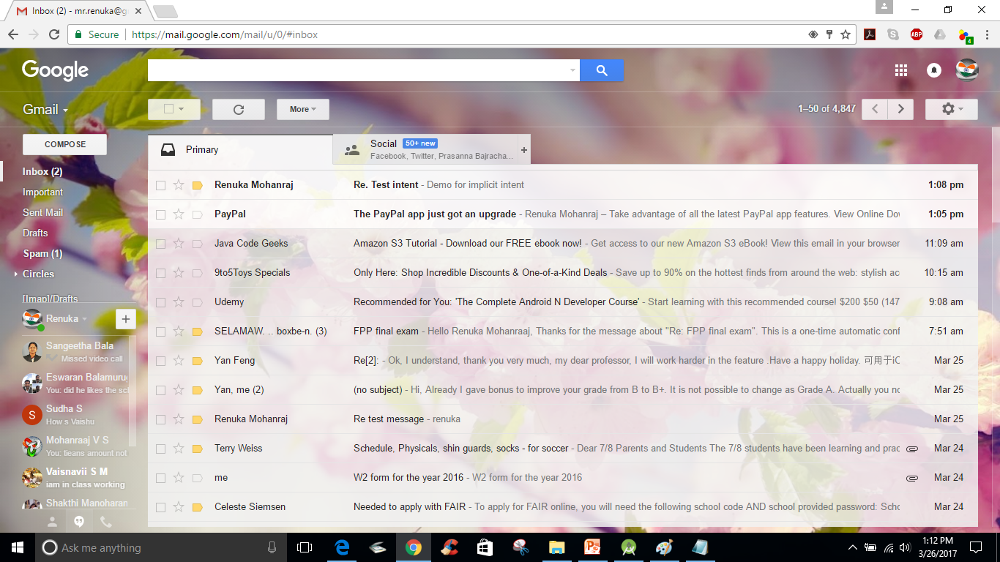 Inbox (2) - mr.renuka@g
Secure https://mail.google.com/mail/u/0/#inbox
ABP
4
Google
Gmail
More
1–50 of 4,847
COMPOSE
Primary
Social 50+ new
Facebook, Twitter, Prasanna Bajracha...
+
Inbox (2)
Important
Sent Mail
Drafts
Spam (1)
Circles
[Imap]/Drafts
Renuka
+
Sangeetha Bala
Missed video call
Eswaran Balamurug
You: did he likes the sch
S
Sudha S
How s Vaishu
Mohanraaj V S
You: tieans amount not
Vaisnavii S M
iam in class working
Shakthi Manoharan
Renuka Mohanraj Re. Test intent - Demo for implicit intent 1:08 pm
PayPal The PayPal app just got an upgrade - Renuka Mohanraj – Take advantage of all the latest PayPal app features. View Online Dov 1:05 pm
Java Code Geeks Amazon S3 Tutorial - Download our FREE ebook now! - Get access to our new Amazon S3 eBook! View this email in your browser 11:09 am
9to5Toys Specials Only Here: Shop Incredible Discounts & One-of-a-Kind Deals - Save up to 90% on the hottest finds from around the web: stylish ac 10:15 am
Udemy Recommended for You: 'The Complete Android N Developer Course' - Start learning with this recommended course! $200 $50 (147 9:08 am
SELAMAW. .. boxbe-n. (3) FPP final exam - Hello Renuka Mohanraaj, Thanks for the message about "Re: FPP final exam". This is a one-time automatic conf 7:51 am
Yan Feng Re[2]: - Ok, I understand, thank you very much, my dear professor, I will work harder in the feature .Have a happy holiday. 可用于iC Mar 25
Yan, me (2) (no subject) - Hi, Already I gave bonus to improve your grade from B to B+. It is not possible to change as Grade A. Actually you nc Mar 25
Renuka Mohanraj Re test message - renuka Mar 25
Terry Weiss Schedule, Physicals, shin guards, socks - for soccer - Dear 7/8 Parents and Students The 7/8 students have been learning and prac Mar 24
me W2 form for the year 2016 - W2 form for the year 2016 Mar 24
Celeste Siemsen Needed to apply with FAIR - To apply for FAIR online, you will need the following school code AND school provided password: Scho Mar 24
Ask me anything
1:12 PM
3/26/2017